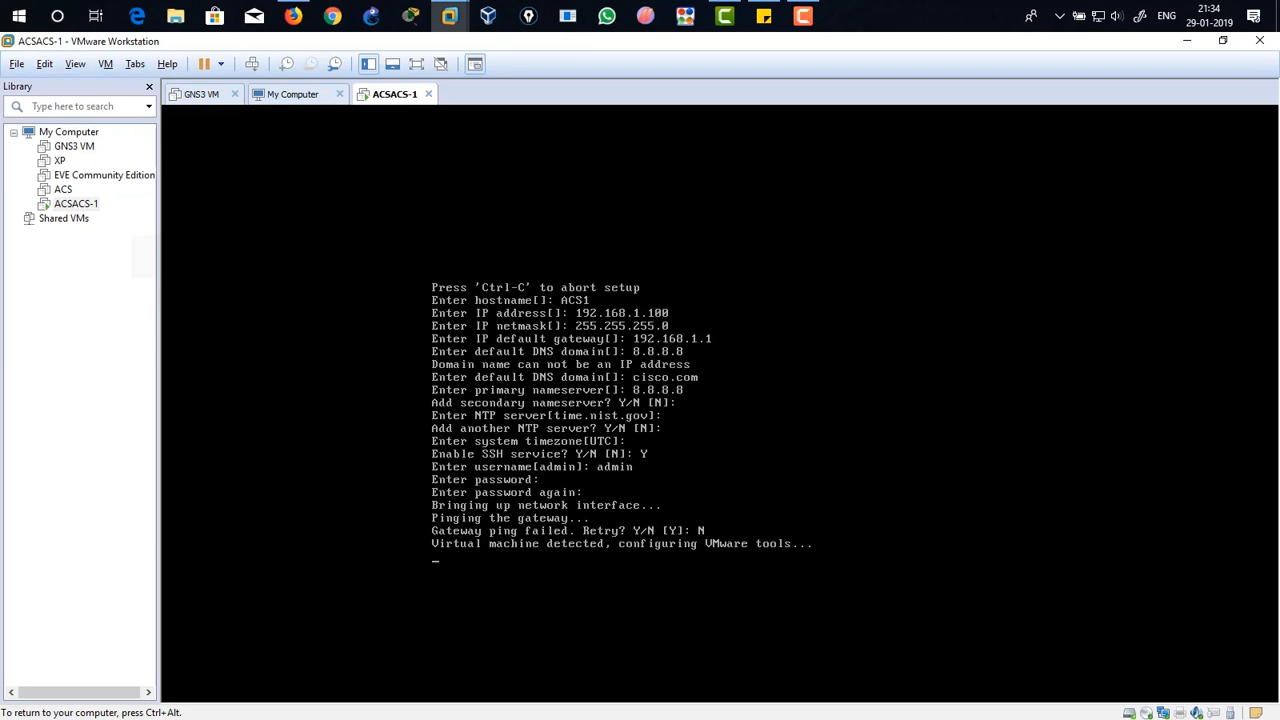 21:34
ENG
29-01-2019
ACSACS-1 - VMware Workstation
File Edit View VM Tabs Help
Library
Type here to search
GNS3 VM
My Computer
ACSACS-1
My Computer
GNS3 VM
XP
EVE Community Edition
ACS
ACSACS-1
Shared VMs
Press 'Ctrl-C' to abort setup
Enter hostname[]: ACS1
Enter IP address[]: 192.168.1.100
Enter IP netmask[]: 255.255.255.0
Enter IP default gateway[]: 192.168.1.1
Enter default DNS domain[]: 8.8.8.8
Domain name can not be an IP address
Enter default DNS domain[]: cisco.com
Enter primary nameserver[]: 8.8.8.8
Add secondary nameserver? Y/N [N]:
Enter NTP server[time.nist.gov]:
Add another NTP server? Y/N [N]:
Enter system timezone[UTC]:
Enable SSH service? Y/N [N]: Y
Enter username[admin]: admin
Enter password:
Enter password again:
Bringing up network interface...
Pinging the gateway...
Gateway ping failed. Retry? Y/N [Y]: N
Virtual machine detected, configuring VMware tools...
_
To return to your computer, press Ctrl+Alt.